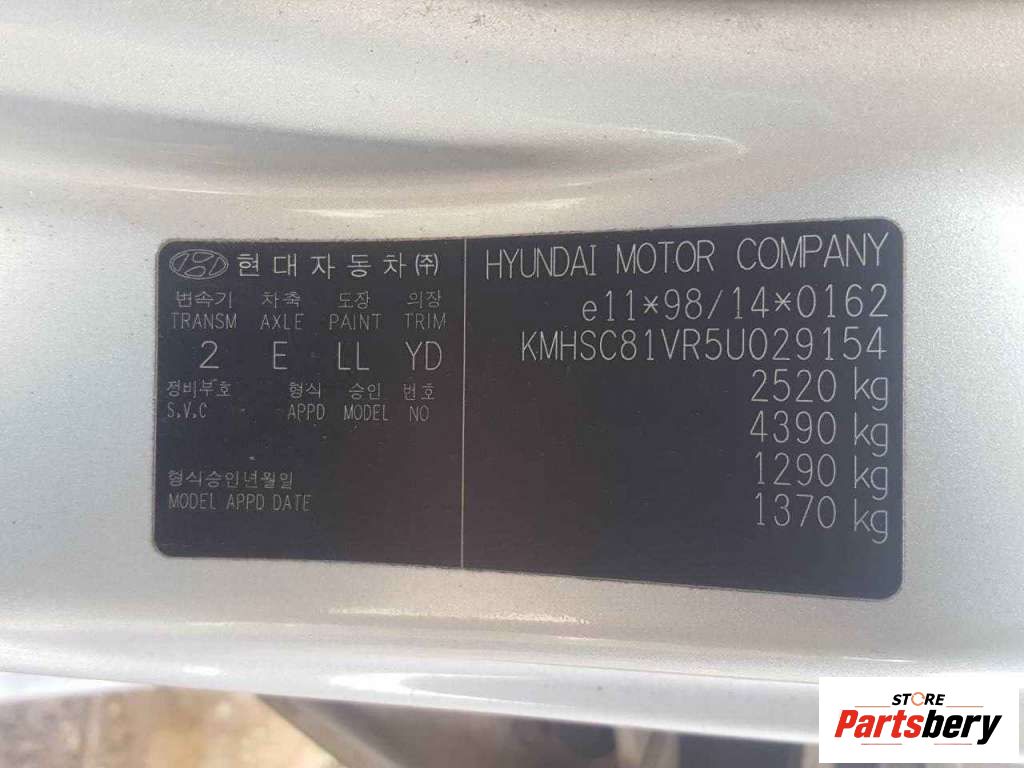 현대자동차㈜
변속기 차축 도장 의장
TRANSM AXLE PAINT TRIM
2 E LL YD
정비부호 형식 승인 번호
S.V.C APPD MODEL NO
형식승인년월일
MODEL APPD DATE
HYUNDAI MOTOR COMPANY
e11*98/14*0162
KMHSC81VR5U029154
2520 kg
4390 kg
1290 kg
1370 kg
STORE
Partsbery